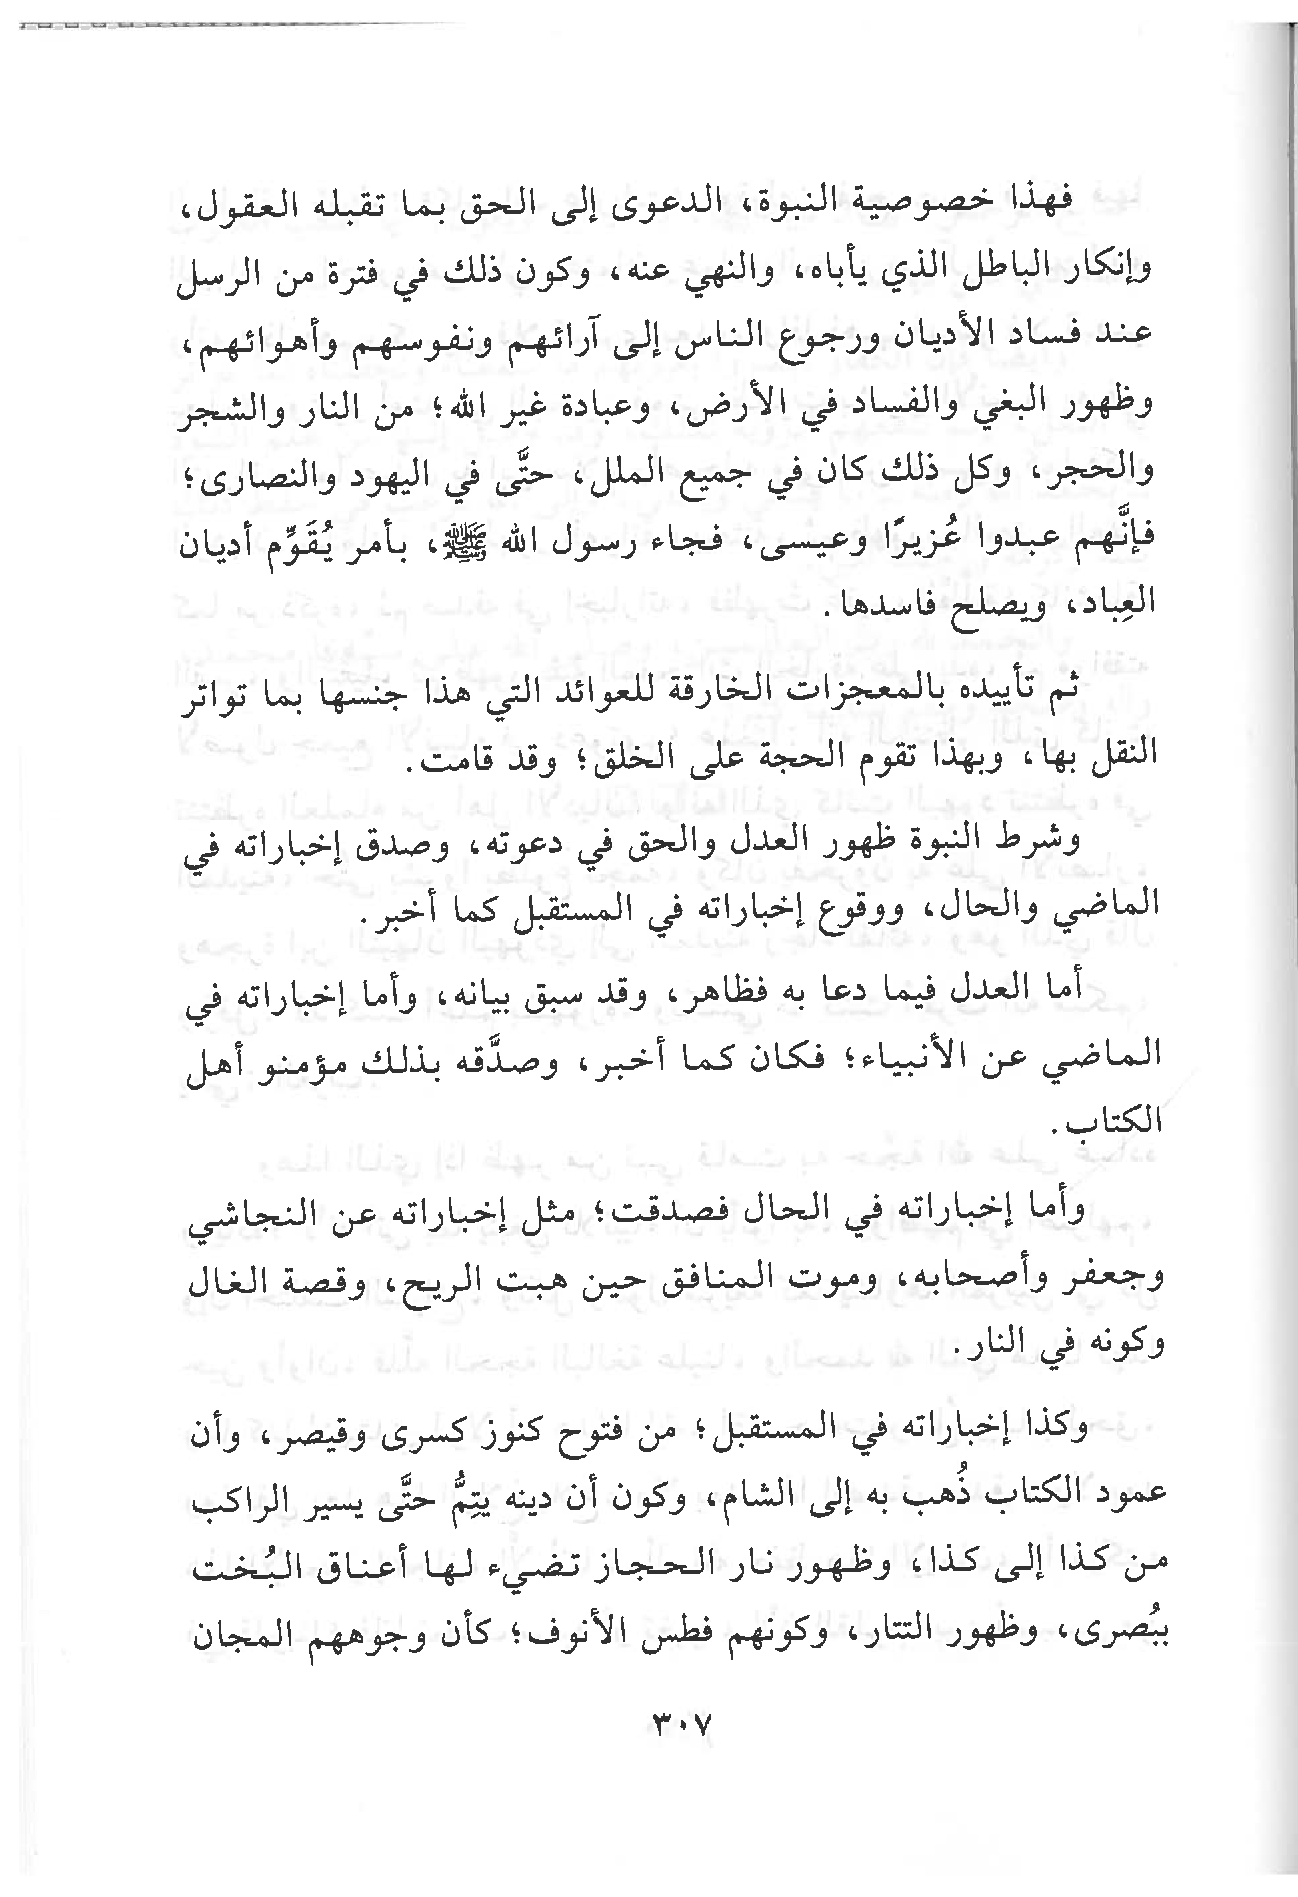 فهذا خصوصية النبوة، الدعوى إلى الحق بما تقبله العقول،
وإنكار الباطل الذي يأباه، والنهي عنه، وكون ذلك في فترة من الرسل
عند فساد الأديان ورجوع الناس إلى آرائهم ونفوسهم وأهوائهم،
وظهور البغي والفساد في الأرض، وعبادة غير الله؛ من النار والشجر
والحجر، وكل ذلك كان في جميع الملل، حتَّى في اليهود والنصارى؛
فإنَّهم عبدوا عُزيرًا وعيسى، فجاء رسول الله ﷺ، بأمر يُقَوِّم أديان
العِباد، ويصلح فاسدها.
ثم تأييده بالمعجزات الخارقة للعوائد التي هذا جنسها بما تواتر
النقل بها، وبهذا تقوم الحجة على الخلق؛ وقد قامت.
وشرط النبوة ظهور العدل والحق في دعوته، وصدق إخباراته في
الماضي والحال، ووقوع إخباراته في المستقبل كما أخبر.
أما العدل فيما دعا به فظاهر، وقد سبق بيانه، وأما إخباراته في
الماضي عن الأنبياء؛ فكان كما أخبر، وصدَّقه بذلك مؤمنو أهل
الكتاب.
وأما إخباراته في الحال فصدقت؛ مثل إخباراته عن النجاشي
وجعفر وأصحابه، وموت المنافق حين هبت الريح، وقصة الغال
وكونه في النار.
وكذا إخباراته في المستقبل؛ من فتوح كنوز كسرى وقيصر، وأن
عمود الكتاب ذُهب به إلى الشام، وكون أن دينه يتِمُّ حتَّى يسير الراكب
من كذا إلى كذا، وظهور نار الحجاز تضيء لها أعناق البُخت
ببُصرى، وظهور التتار، وكونهم فطس الأنوف؛ كأن وجوههم المجان
٣٠٧